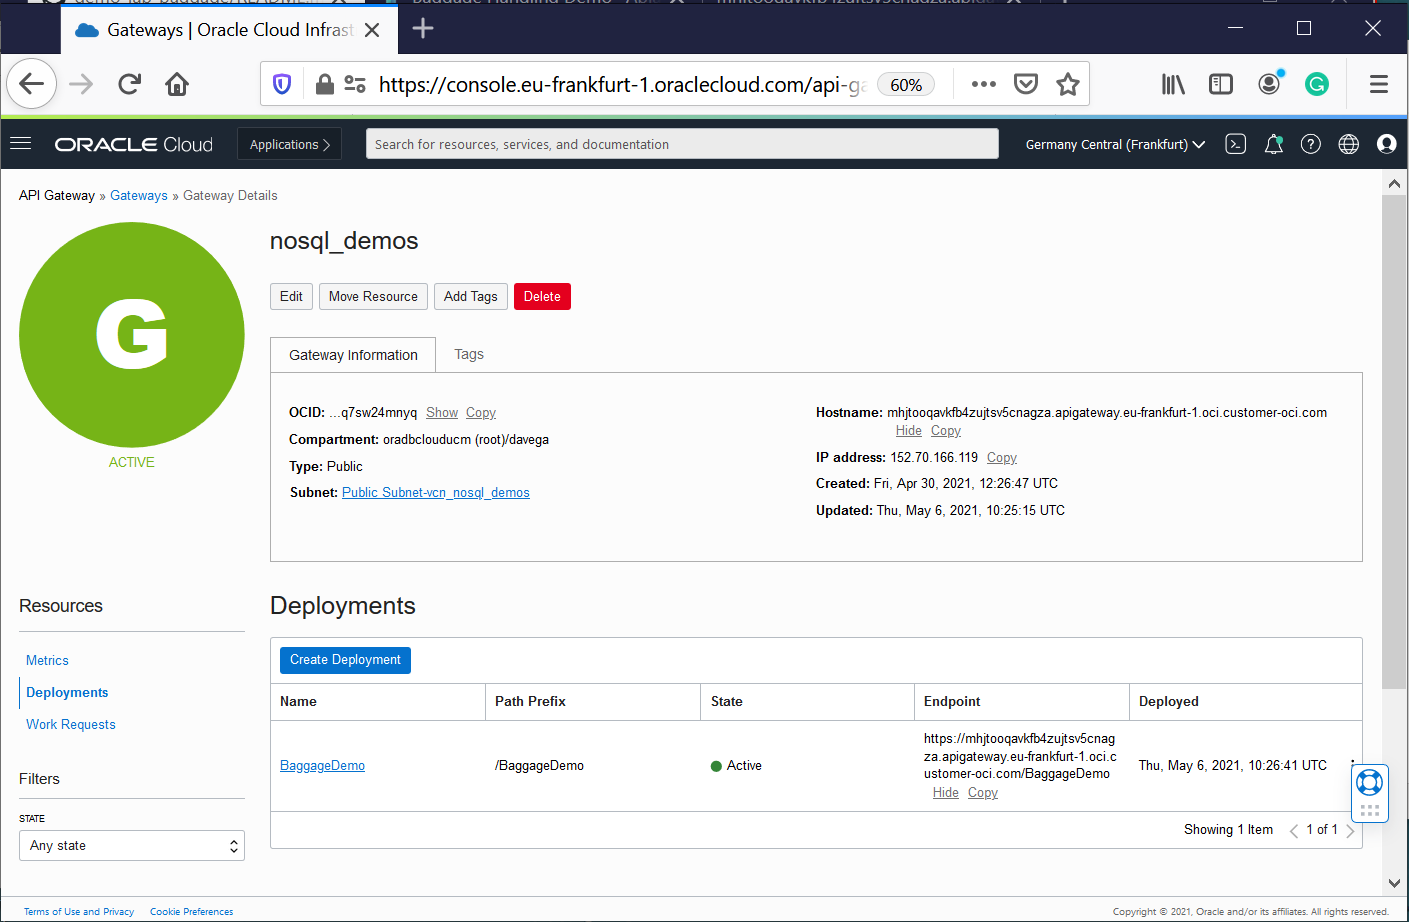 Gateways | Oracle Cloud Infrast
https://console.eu-frankfurt-1.oraclecloud.com/api-ga
60%
G
ORACLE Cloud
Applications
Search for resources, services, and documentation
Germany Central (Frankfurt)
API Gateway » Gateways » Gateway Details
G
ACTIVE
nosql_demos
Edit
Move Resource
Add Tags
Delete
Gateway Information
Tags
OCID: ...q7sw24mnyq Show Copy
Compartment: oradbclouducm (root)/davega
Type: Public
Subnet: Public Subnet-vcn_nosql_demos
Hostname: mhjtooqavkfb4zujtsv5cnagza.apigateway.eu-frankfurt-1.oci.customer-oci.com
Hide Copy
IP address: 152.70.166.119 Copy
Created: Fri, Apr 30, 2021, 12:26:47 UTC
Updated: Thu, May 6, 2021, 10:25:15 UTC
Resources
Metrics
Deployments
Work Requests
Filters
STATE
Any state
Deployments
Create Deployment
Name Path Prefix State Endpoint Deployed
BaggageDemo /BaggageDemo Active
https://mhjtooqavkfb4zujtsv5cnag
za.apigateway.eu-frankfurt-1.oci.c
ustomer-oci.com/BaggageDemo
Hide Copy
Thu, May 6, 2021, 10:26:41 UTC
Showing 1 Item 1 of 1
Terms of Use and Privacy Cookie Preferences
Copyright © 2021, Oracle and/or its affiliates. All rights reserved.